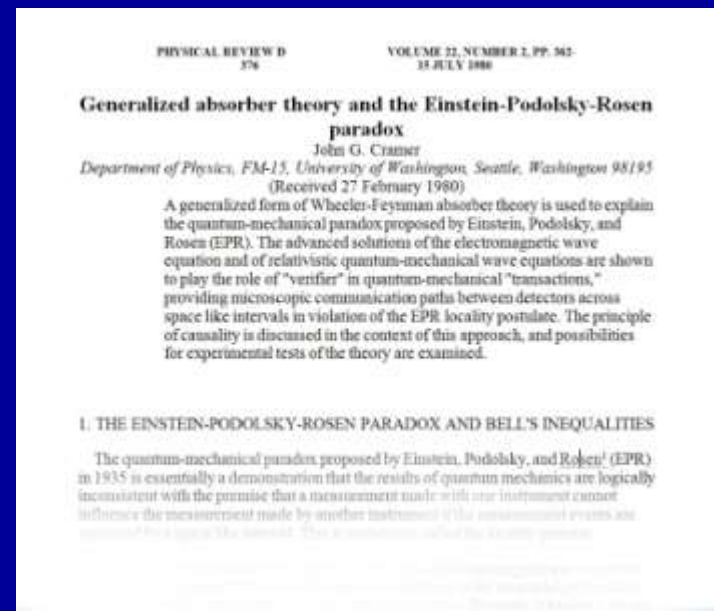 PHYSICAL REVIEW D VOLUME 22, NUMBER 2, PP. 362-
376 15 JULY 1980
Generalized absorber theory and the Einstein-Podolsky-Rosen
paradox
John G. Cramer
Department of Physics, FM-15, University of Washington, Seattle, Washington 98195
(Received 27 February 1980)
A generalized form of Wheeler-Feynman absorber theory is used to explain
the quantum-mechanical paradox proposed by Einstein, Podolsky, and
Rosen (EPR). The advanced solutions of the electromagnetic wave
equation and of relativistic quantum-mechanical wave equations are shown
to play the role of "verifier" in quantum-mechanical "transactions,"
providing microscopic communication paths between detectors across
space like intervals in violation of the EPR locality postulate. The principle
of causality is discussed in the context of this approach, and possibilities
for experimental tests of the theory are examined.
1. THE EINSTEIN-PODOLSKY-ROSEN PARADOX AND BELL'S INEQUALITIES
The quantum-mechanical paradox proposed by Einstein, Podolsky, and Rosen¹ (EPR)
in 1935 is essentially a demonstration that the results of quantum mechanics are logically
inconsistent with the premise that a measurement made with one instrument cannot
influence the measurement made by another instrument if the measurement events are